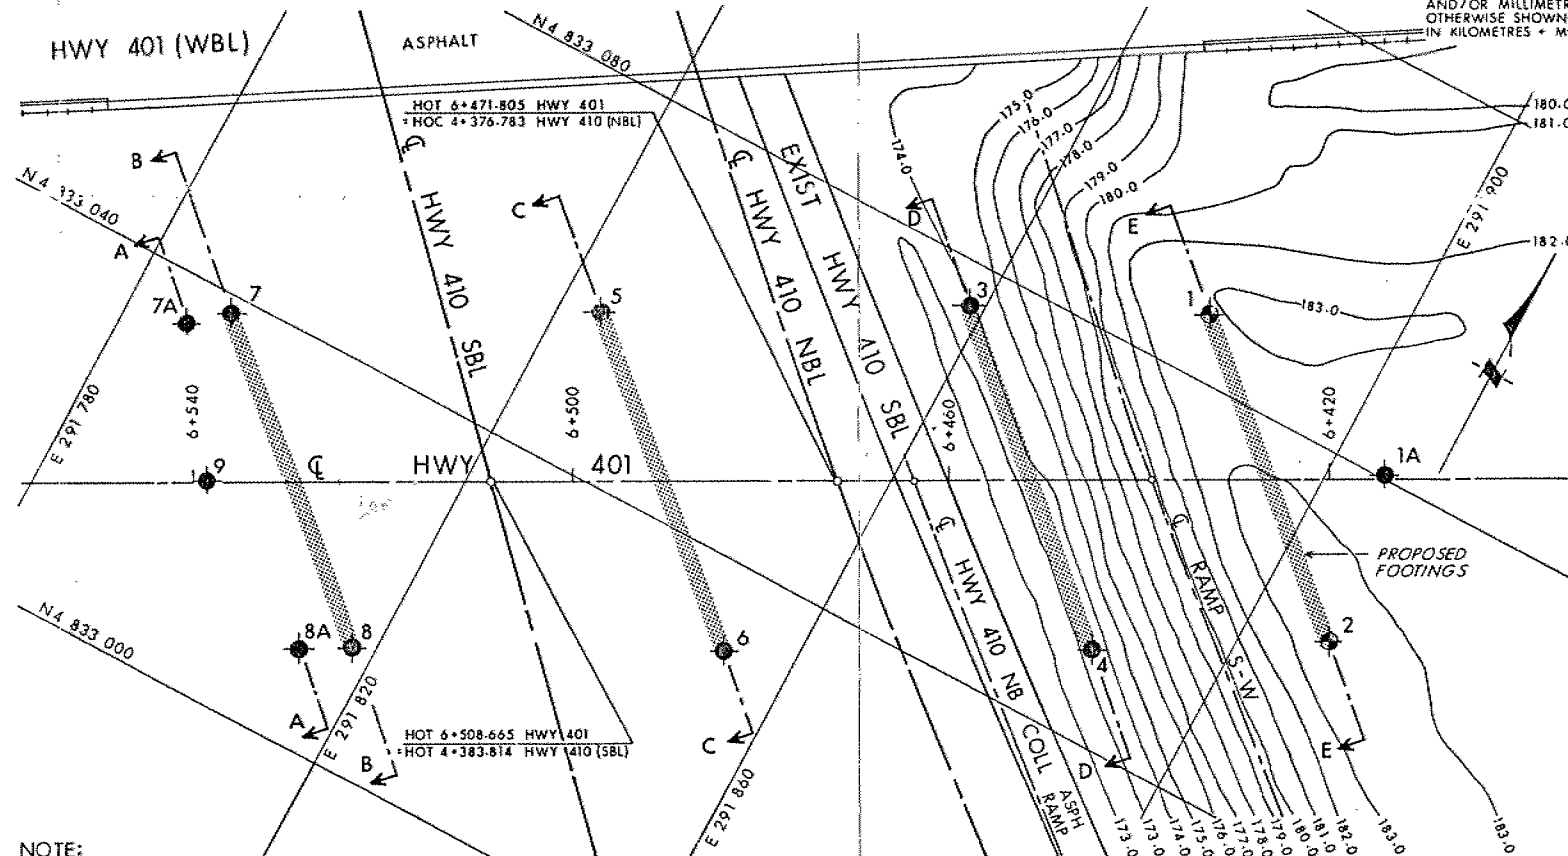 HWY 401 (WBL)
ASPHALT
N 4 833 080
AND/OR MILLIMETR
OTHERWISE SHOWN
IN KILOMETRES + M
HOT 6+471.805 HWY 401
= HOC 4+376.783 HWY 410 (NBL)
175.0
176.0
177.0
178.0
179.0
180.0
174.0
180.0
181.0
182.
B
N 4 833 040
A
C
D
E
E 291 900
℄ HWY 410 SBL
℄ HWY 410 NBL
EXIST HWY 410 SBL
7A
7
5
3
1
183.0
E 291 780
6+540
6+500
6+460
6+420
9
℄ HWY 401
1A
℄ HWY 410 NB COLL
ASPH
RAMP
℄ RAMP S-W
PROPOSED
FOOTINGS
N 4 833 000
8A
8
6
4
2
A
E 291 820
B
HOT 6+508.665 HWY 401
= HOT 4+383.814 HWY 410 (SBL)
C
E 291 860
D
E
173.0
173.0
174.0
175.0
176.0
177.0
178.0
179.0
180.0
181.0
182.0
183.0
183.0
NOTE: